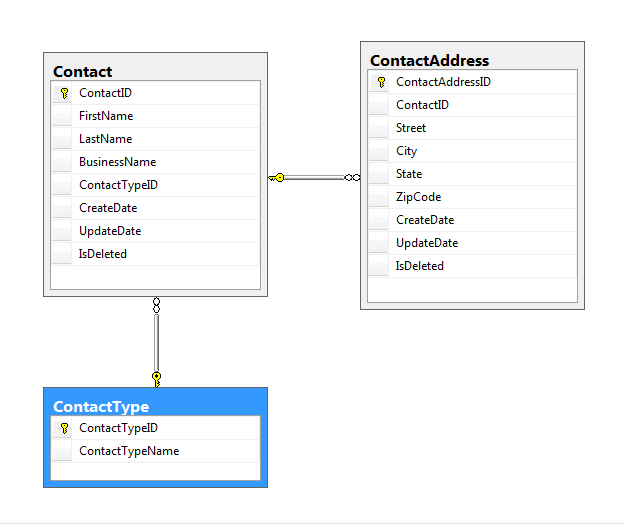 Contact
ContactID
FirstName
LastName
BusinessName
ContactTypeID
CreateDate
UpdateDate
IsDeleted
ContactAddress
ContactAddressID
ContactID
Street
City
State
ZipCode
CreateDate
UpdateDate
IsDeleted
ContactType
ContactTypeID
ContactTypeName